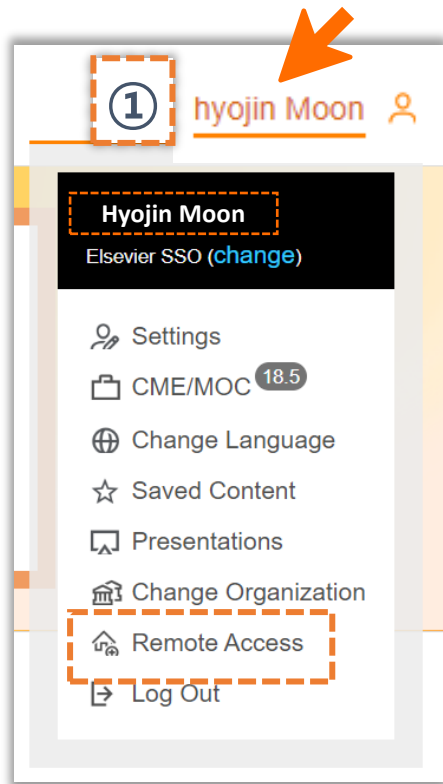 ①
hyojin Moon
Hyojin Moon
Elsevier SSO (change)
Settings
CME/MOC 18.5
Change Language
Saved Content
Presentations
Change Organization
Remote Access
Log Out